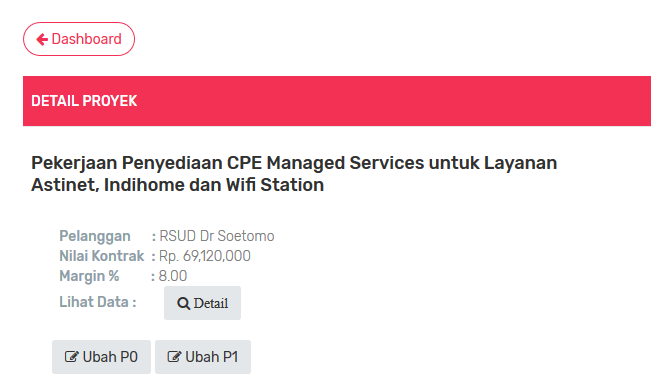 Dashboard
DETAIL PROYEK
Pekerjaan Penyediaan CPE Managed Services untuk Layanan
Astinet, Indihome dan Wifi Station
Pelanggan : RSUD Dr Soetomo
Nilai Kontrak : Rp. 69,120,000
Margin % : 8.00
Lihat Data : Detail
Ubah P0 Ubah P1